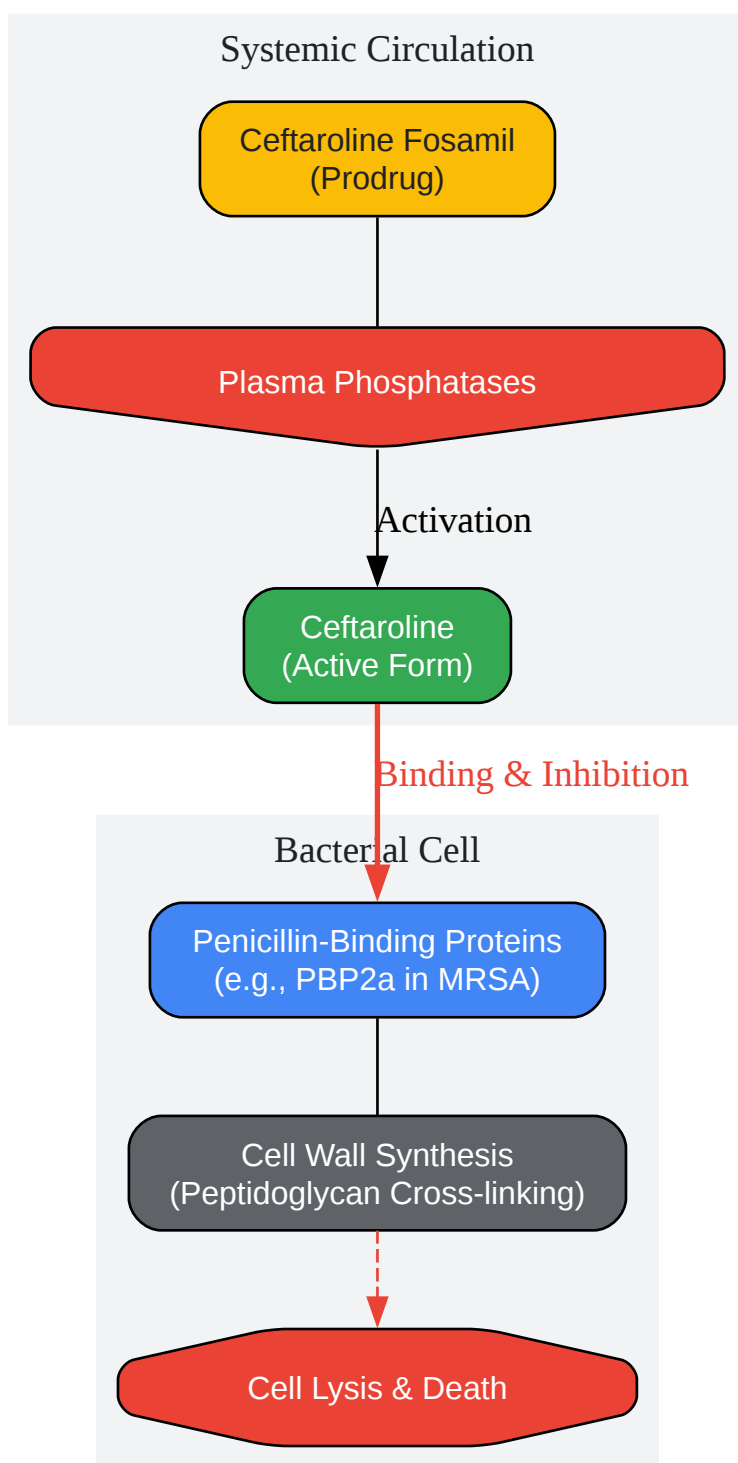 Systemic Circulation
Ceftaroline Fosamil
(Prodrug)
Plasma Phosphatases
Activation
Ceftaroline
(Active Form)
Binding & Inhibition
Bacterial Cell
Penicillin-Binding Proteins
(e.g., PBP2a in MRSA)
Cell Wall Synthesis
(Peptidoglycan Cross-linking)
Cell Lysis & Death